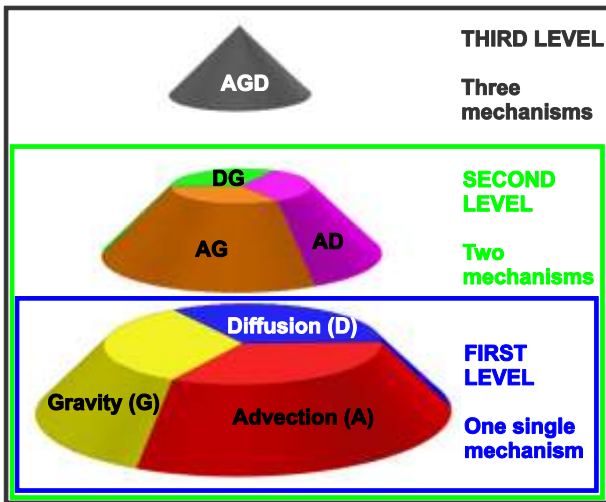 THIRD LEVEL
Three
mechanisms
AGD
SECOND
LEVEL
Two
mechanisms
DG
AG
AD
FIRST
LEVEL
One single
mechanism
Diffusion (D)
Gravity (G)
Advection (A)